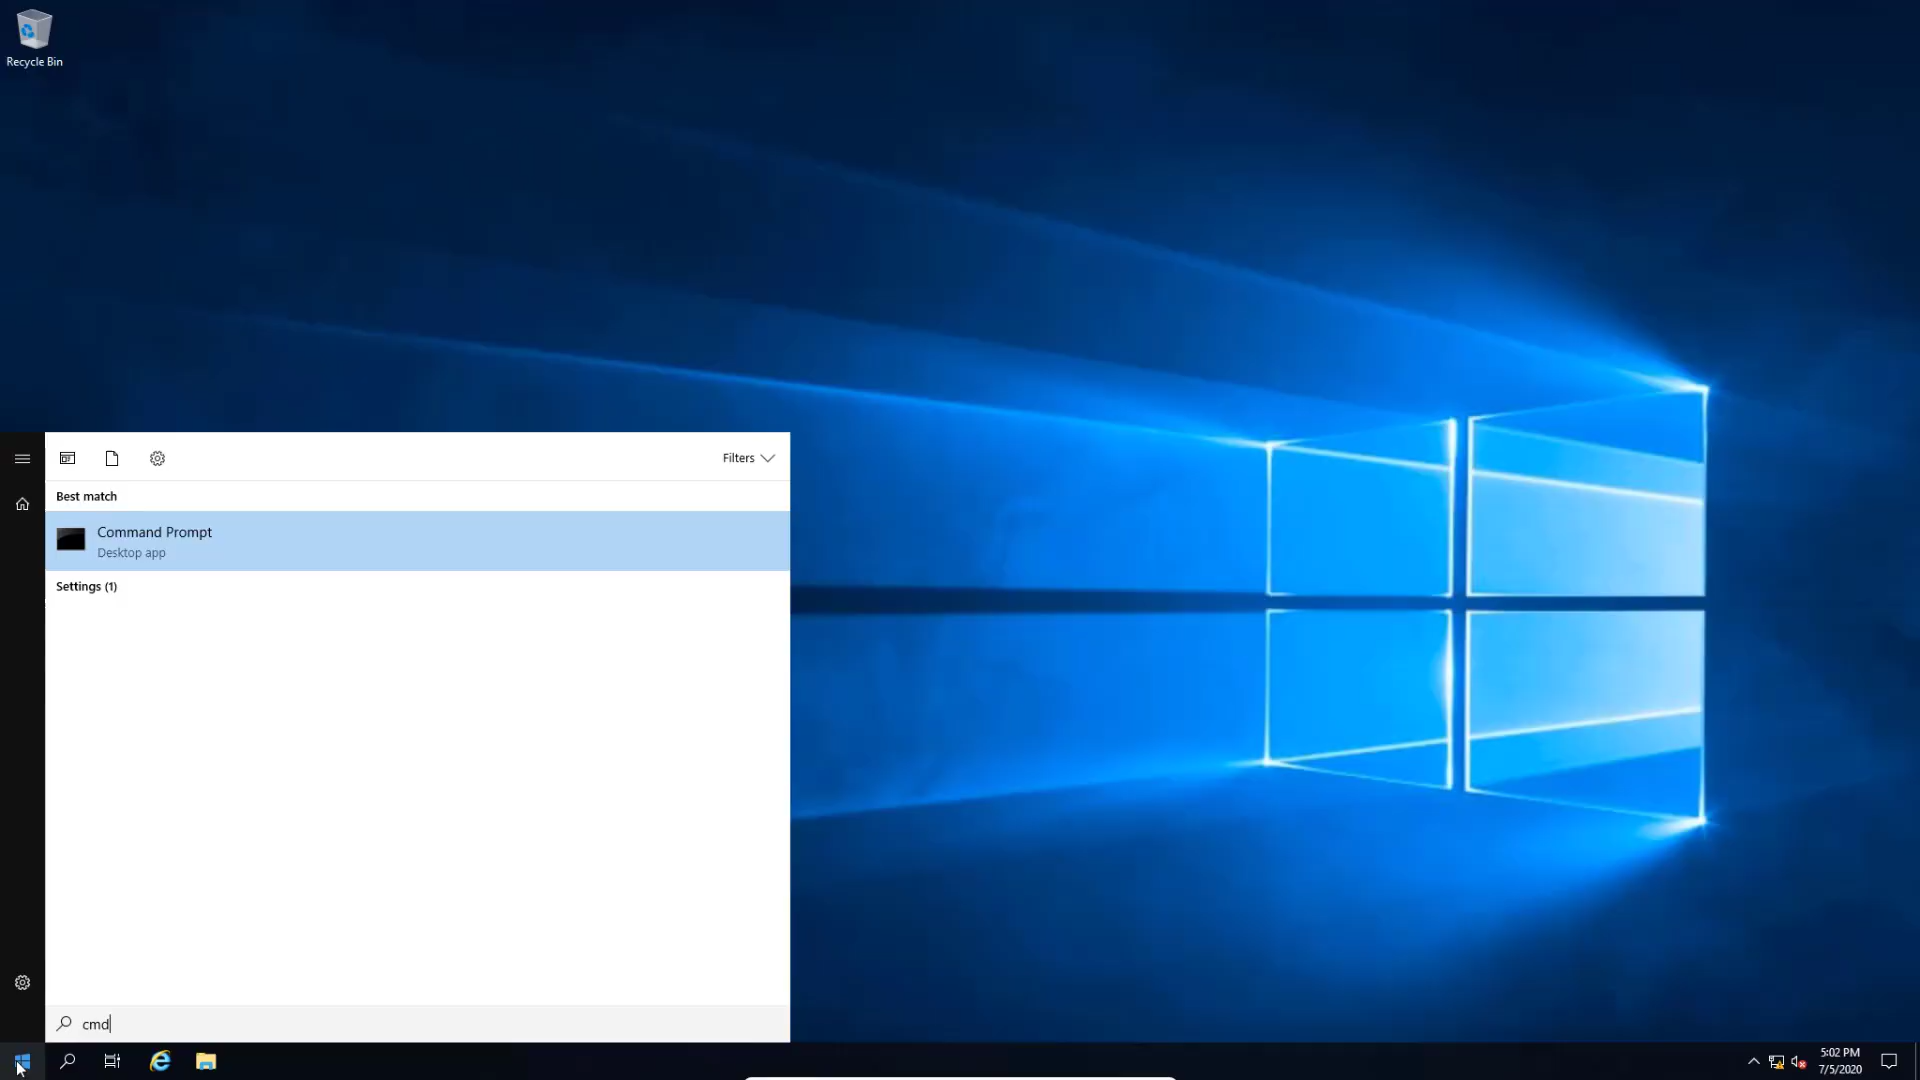 Recycle Bin
Filters
Best match
Command Prompt
Desktop app
Settings (1)
cmd
5:02 PM
7/5/2020